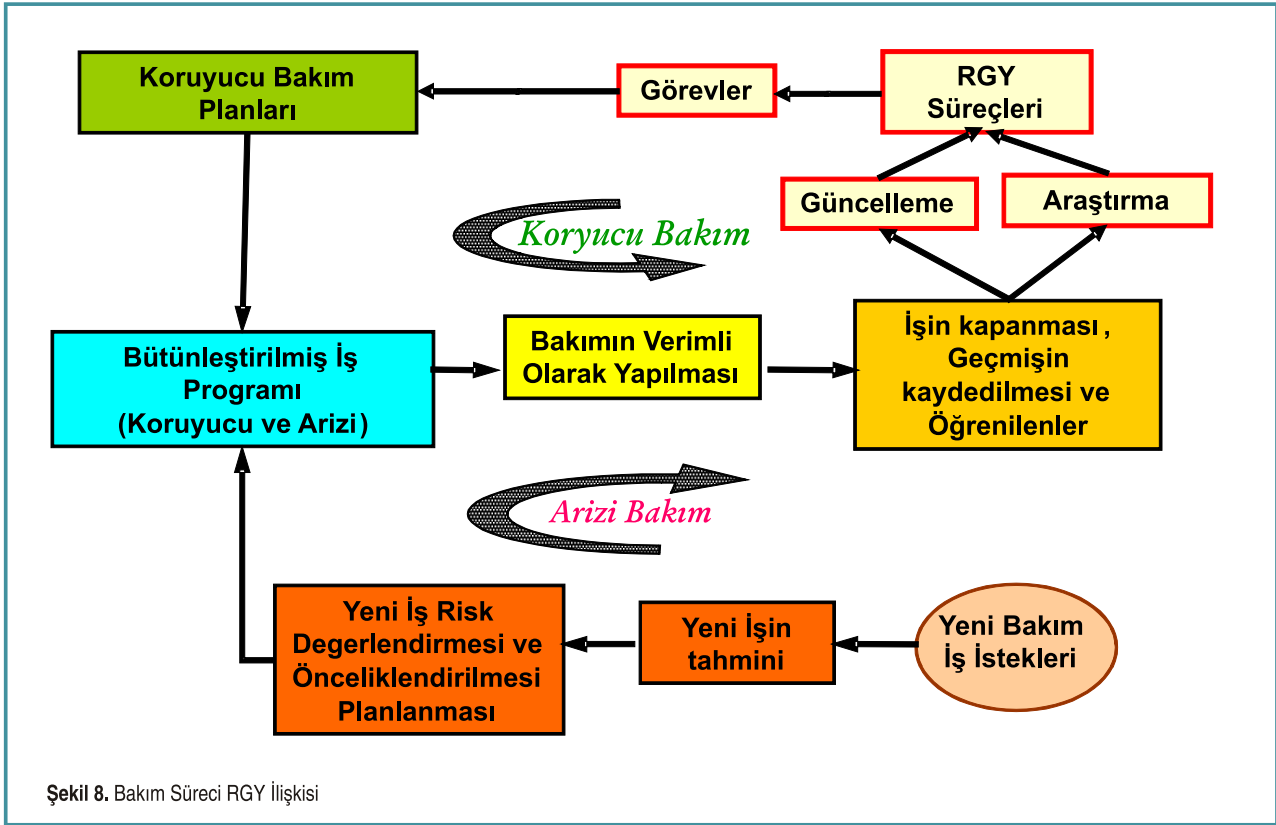 Koruyucu Bakım
Planları
Görevler
RGY
Süreçleri
Güncelleme
Araştırma
Koryucu Bakım
Bütünleştirilmiş İş
Programı
(Koruyucu ve Arizi)
Bakımın Verimli
Olarak Yapılması
İşin kapanması ,
Geçmişin
kaydedilmesi ve
Öğrenilenler
Arizi Bakım
Yeni İş Risk
Degerlendirmesi ve
Önceliklendirilmesi
Planlanması
Yeni İşin
tahmini
Yeni Bakım
İş İstekleri
Şekil 8. Bakım Süreci RGY İlişkisi